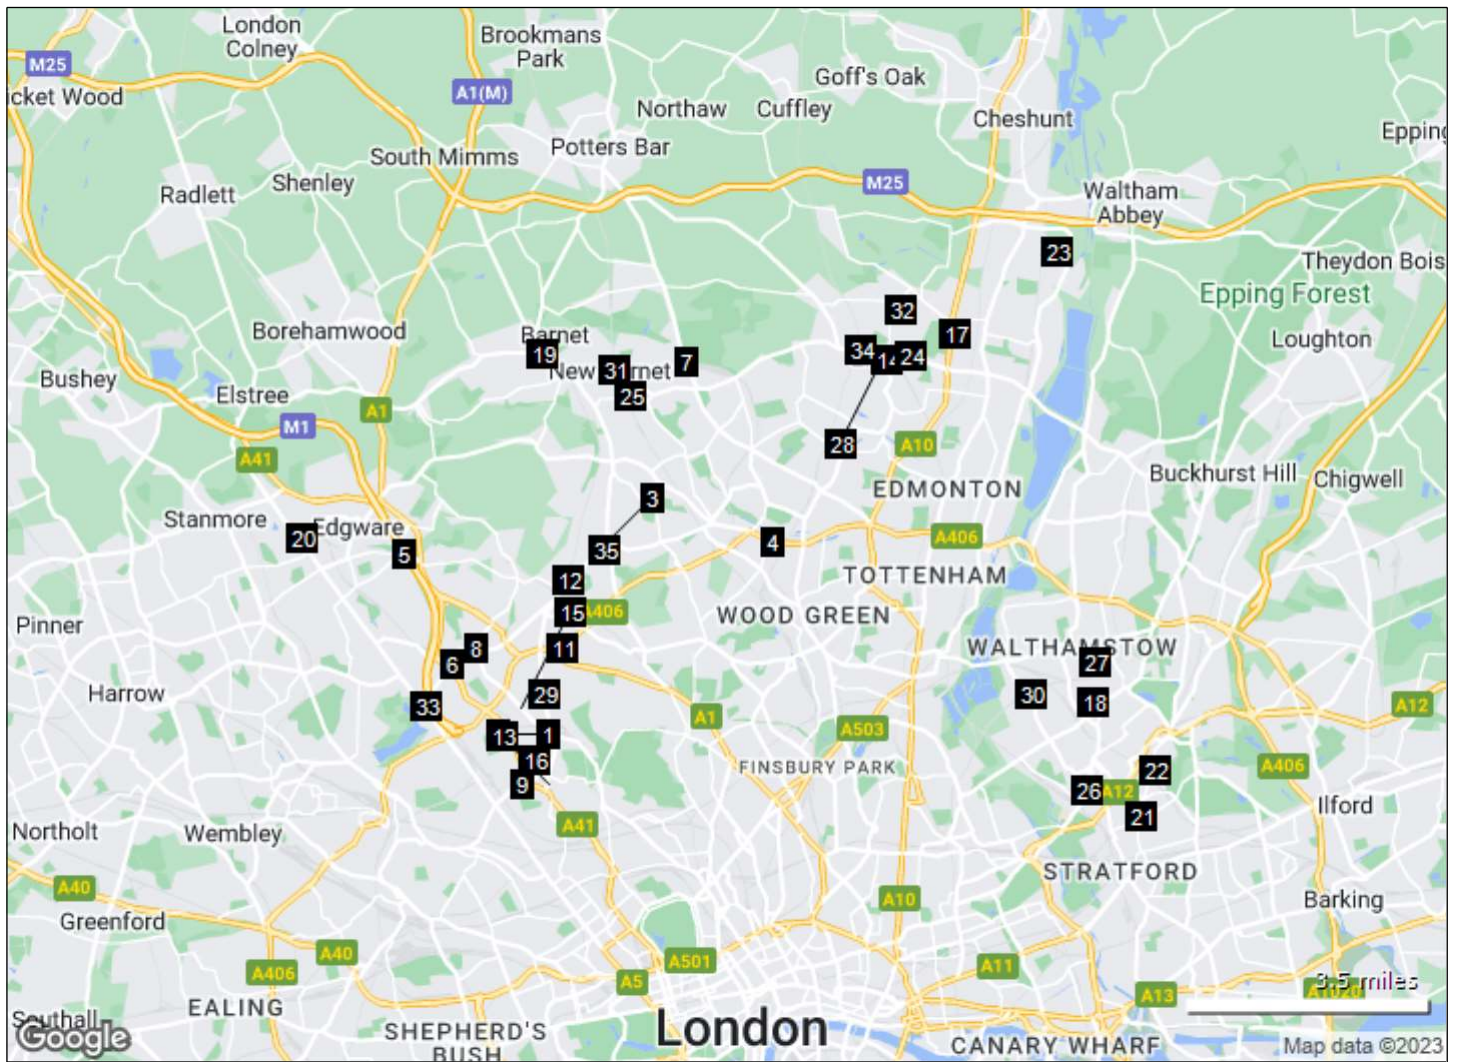 London
Colney
Brookmans
Park
M25
Goff's Oak
icket Wood
A1(M)
Northaw
Cuffley
Cheshunt
Epping
South Mimms
Potters Bar
Radlett
Shenley
M25
Waltham
Abbey
23
Theydon Bois
Epping Forest
32
Borehamwood
Barnet
17
Loughton
19
34
14
24
7
New Barnet
31
Bushey
25
Elstree
A1
M1
28
A10
A41
Buckhurst Hill
Chigwell
EDMONTON
3
Stanmore
Edgware
20
5
35
4
A406
12
TOTTENHAM
15
A406
WOOD GREEN
Pinner
8
11
WALTHAMSTOW
6
27
Harrow
29
30
18
33
A1
A12
13
1
A503
16
FINSBURY PARK
22
A406
9
26
A12
21
Ilford
Northolt
Wembley
A41
STRATFORD
A40
A10
Barking
Greenford
A40
A501
A406
A5
A11
3.5 miles
A13
A1020
EALING
Southall
London
SHEPHERD'S
BUSH
CANARY WHARF
Google
Map data ©2023